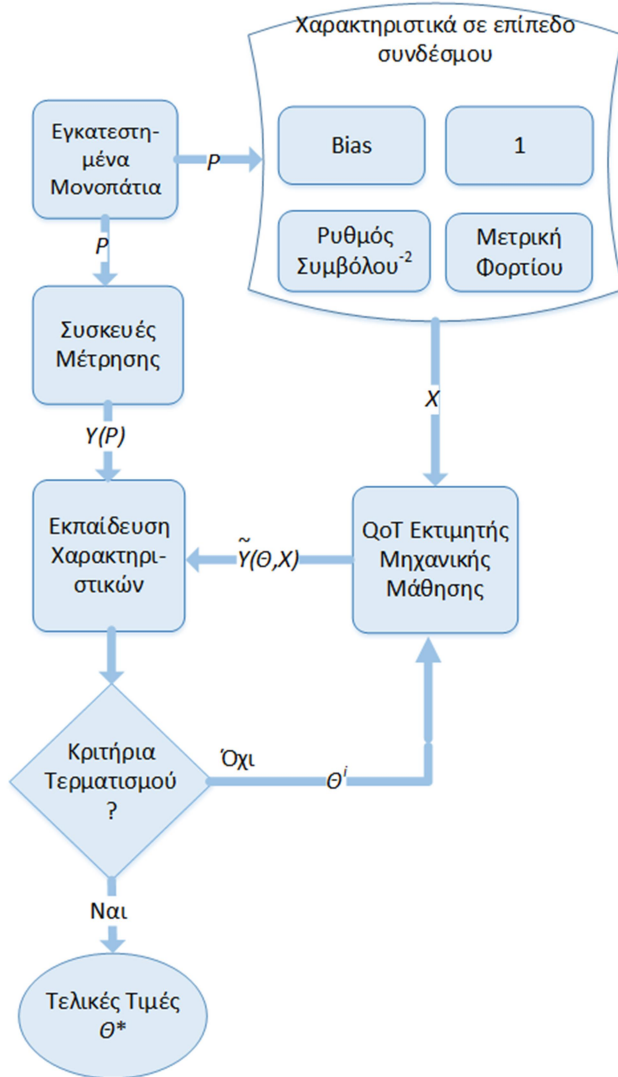 Χαρακτηριστικά σε επίπεδο
συνδέσμου
Εγκατεστη-
μένα
Μονοπάτια
P
Bias
1
Ρυθμός
Συμβόλου⁻²
Μετρική
Φορτίου
P
Συσκευές
Μέτρησης
X
Y(P)
Εκπαίδευση
Χαρακτηρι-
στικών
Ỹ(Θ,X)
QoT Εκτιμητής
Μηχανικής
Μάθησης
Κριτήρια
Τερματισμού
?
Όχι
Θⁱ
Ναι
Τελικές Τιμές
Θ*